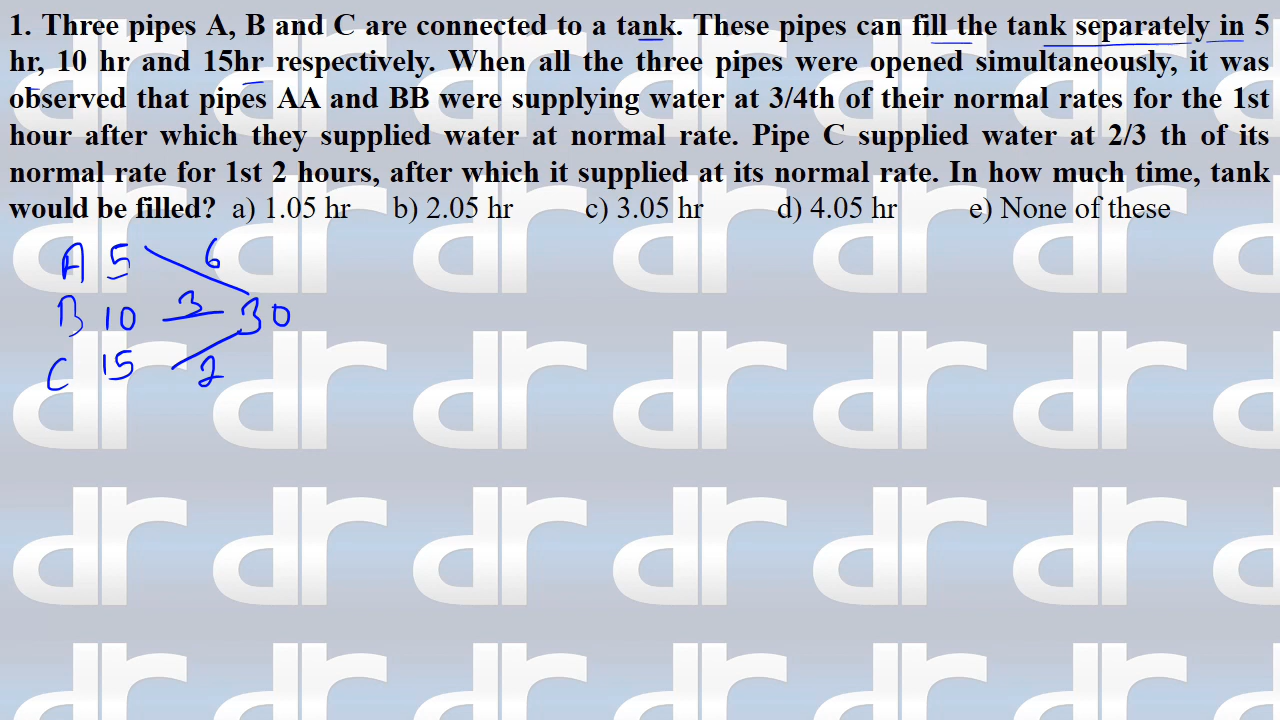 1. Three pipes A, B and C are connected to a tank. These pipes can fill the tank separately in 5
hr, 10 hr and 15hr respectively. When all the three pipes were opened simultaneously, it was
observed that pipes AA and BB were supplying water at 3/4th of their normal rates for the 1st
hour after which they supplied water at normal rate. Pipe C supplied water at 2/3 th of its
normal rate for 1st 2 hours, after which it supplied at its normal rate. In how much time, tank
would be filled? a) 1.05 hr b) 2.05 hr c) 3.05 hr d) 4.05 hr e) None of these
A 5 6
B 10 3 30
C 15 2